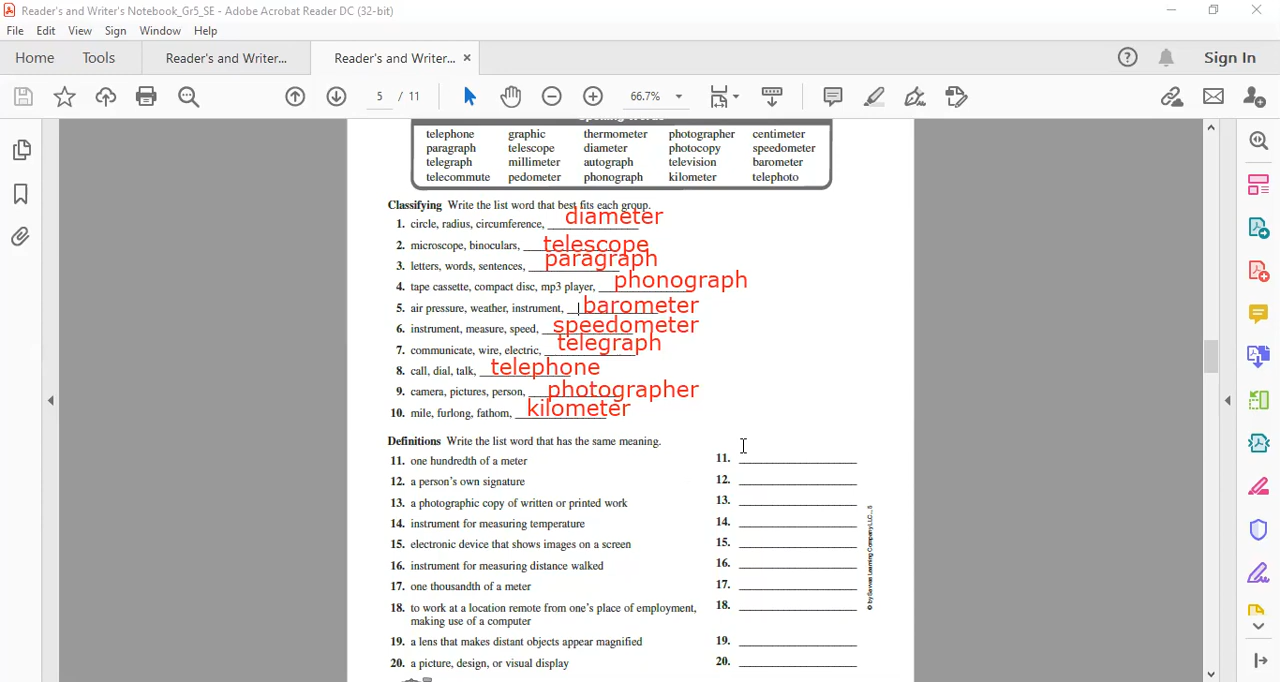 Reader's and Writer's Notebook_Gr5_SE - Adobe Acrobat Reader DC (32-bit)
File Edit View Sign Window Help
Home Tools Reader's and Writer... Reader's and Writer... ×
5 / 11 66.7% Sign In
Spelling Words
telephone graphic thermometer photographer centimeter
paragraph telescope diameter photocopy speedometer
telegraph millimeter autograph television barometer
telecommute pedometer phonograph kilometer telephoto
Classifying Write the list word that best fits each group.
1. circle, radius, circumference, diameter
2. microscope, binoculars, telescope
3. letters, words, sentences, paragraph
4. tape cassette, compact disc, mp3 player, phonograph
5. air pressure, weather, instrument, barometer
6. instrument, measure, speed, speedometer
7. communicate, wire, electric, telegraph
8. call, dial, talk, telephone
9. camera, pictures, person, photographer
10. mile, furlong, fathom, kilometer
Definitions Write the list word that has the same meaning.
11. one hundredth of a meter 11.
12. a person's own signature 12.
13. a photographic copy of written or printed work 13.
14. instrument for measuring temperature 14.
15. electronic device that shows images on a screen 15.
16. instrument for measuring distance walked 16.
17. one thousandth of a meter 17.
18. to work at a location remote from one's place of employment, 18.
making use of a computer
19. a lens that makes distant objects appear magnified 19.
20. a picture, design, or visual display 20.
© by Savvas Learning Company LLC., 5